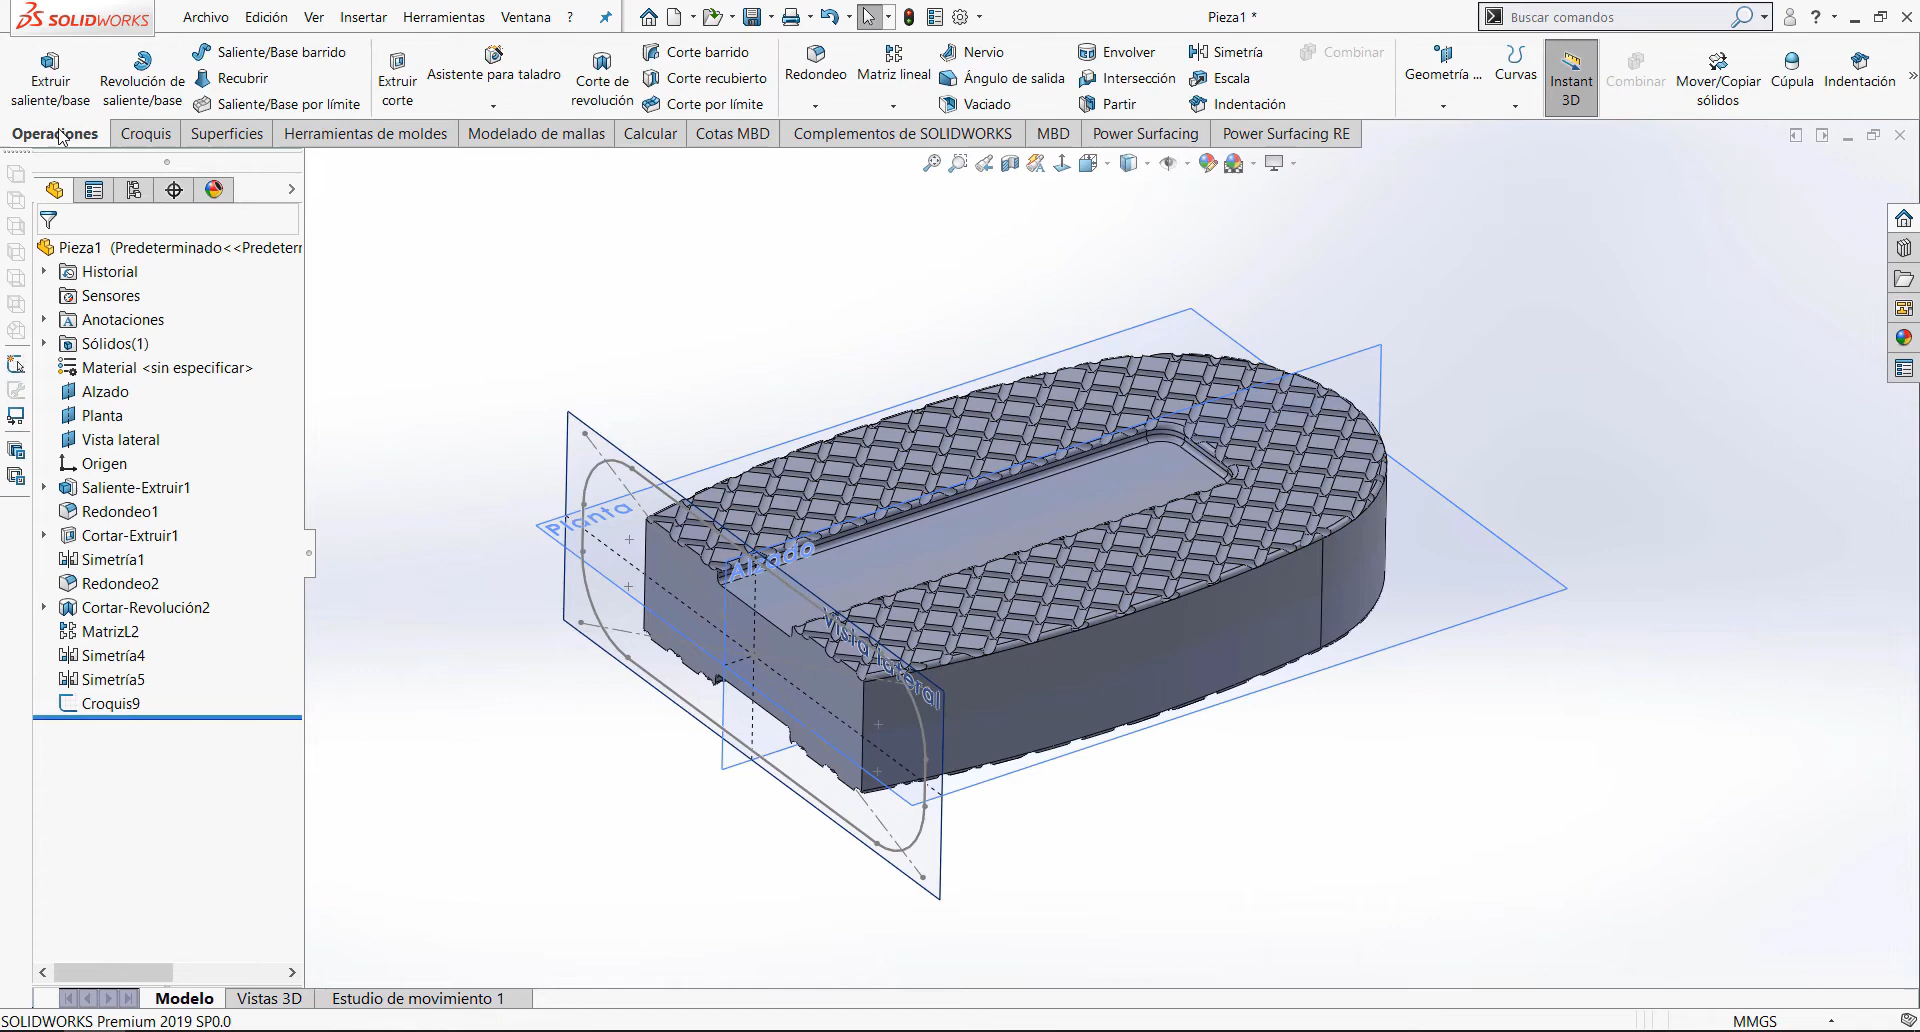 SOLIDWORKS
Archivo Edición Ver Insertar Herramientas Ventana ?
Pieza1 *
Buscar comandos
?
Extruir saliente/base
Revolución de saliente/base
Saliente/Base barrido
Recubrir
Saliente/Base por límite
Extruir corte
Asistente para taladro
Corte de revolución
Corte barrido
Corte recubierto
Corte por límite
Redondeo
Matriz lineal
Nervio
Ángulo de salida
Vaciado
Envolver
Intersección
Partir
Simetría
Escala
Indentación
Combinar
Geometría ...
Curvas
Instant 3D
Combinar
Mover/Copiar sólidos
Cúpula
Indentación
»
Operaciones Croquis Superficies Herramientas de moldes Modelado de mallas Calcular Cotas MBD Complementos de SOLIDWORKS MBD Power Surfacing Power Surfacing RE
Pieza1 (Predeterminado<<Predeterr
Historial
Sensores
Anotaciones
Sólidos(1)
Material <sin especificar>
Alzado
Planta
Vista lateral
Origen
Saliente-Extruir1
Redondeo1
Cortar-Extruir1
Simetría1
Redondeo2
Cortar-Revolución2
MatrizL2
Simetría4
Simetría5
Croquis9
Planta
Alzado
Vista lateral
Modelo Vistas 3D Estudio de movimiento 1
SOLIDWORKS Premium 2019 SP0.0
MMGS